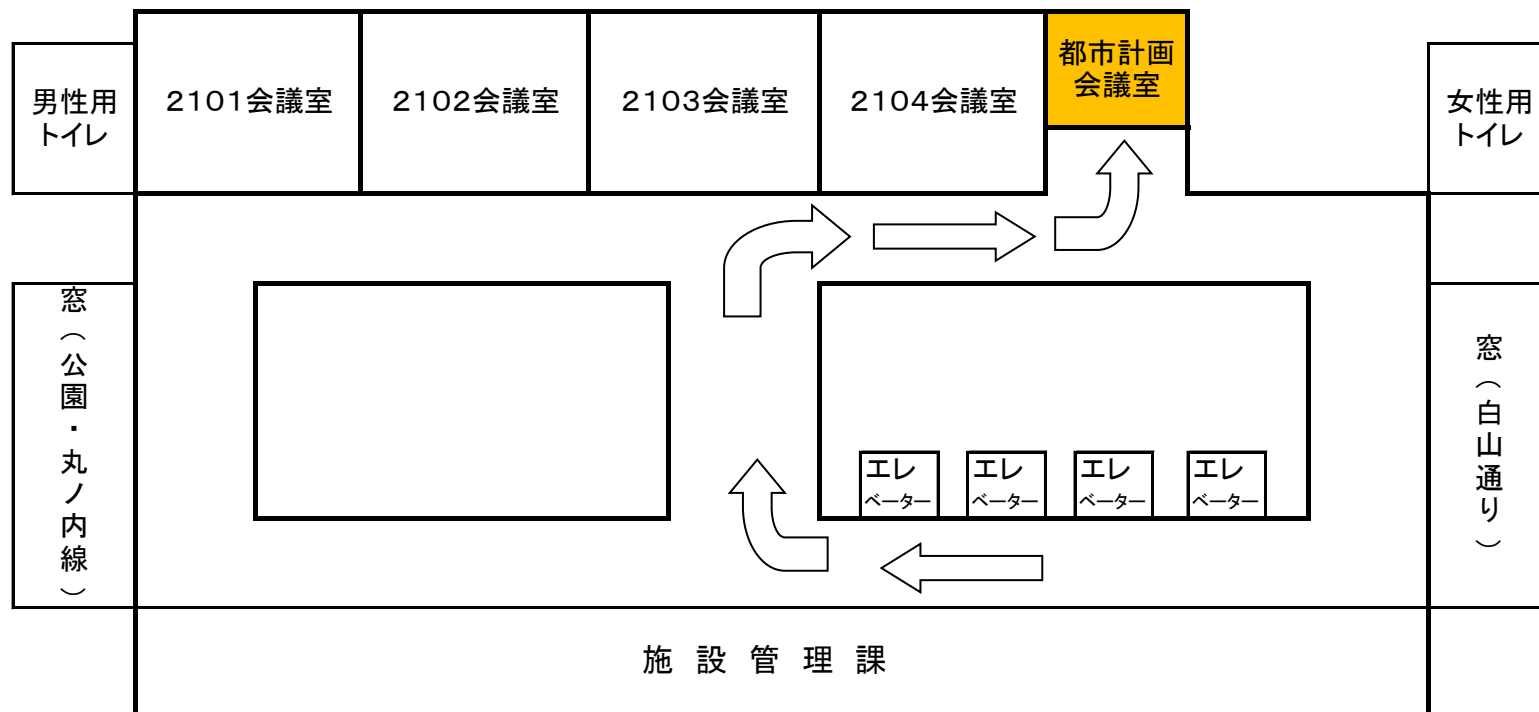 男性用
トイレ
2101会議室
2102会議室
2103会議室
2104会議室
都市計画
会議室
女性用
トイレ
窓(公園・丸ノ内線)
エレ
ベーター
エレ
ベーター
エレ
ベーター
エレ
ベーター
窓(白山通り)
施設管理課